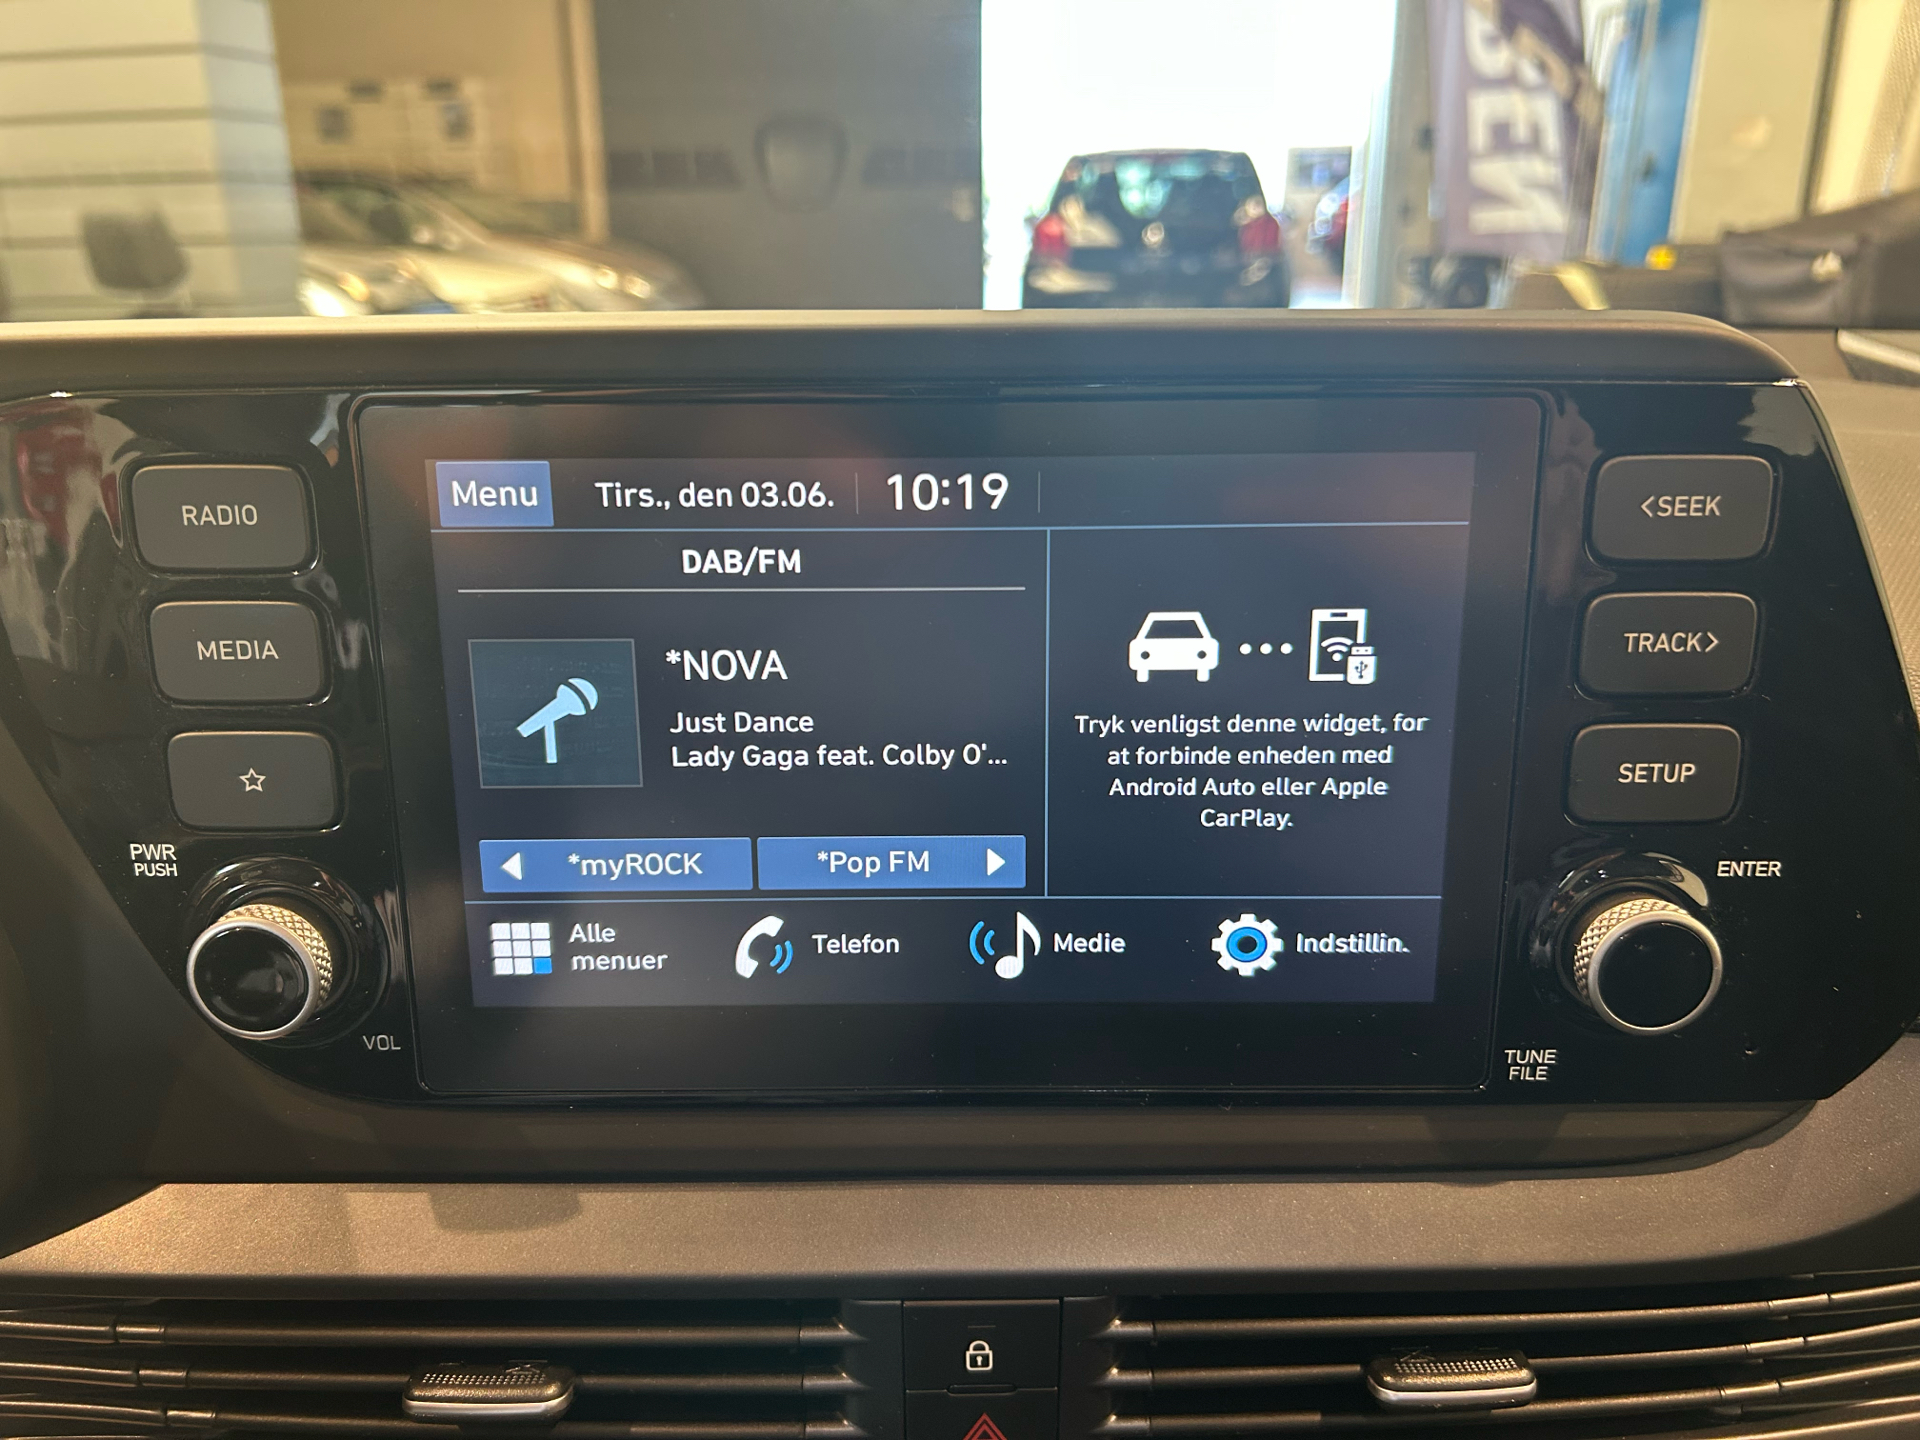 BEN
RADIO
MEDIA
PWR
PUSH
VOL
Menu
Tirs., den 03.06.
10:19
DAB/FM
*NOVA
Just Dance
Lady Gaga feat. Colby O'...
*myROCK
*Pop FM
Tryk venligst denne widget, for
at forbinde enheden med
Android Auto eller Apple
CarPlay.
Alle
menuer
Telefon
Medie
Indstillin.
<SEEK
TRACK>
SETUP
ENTER
TUNE
FILE